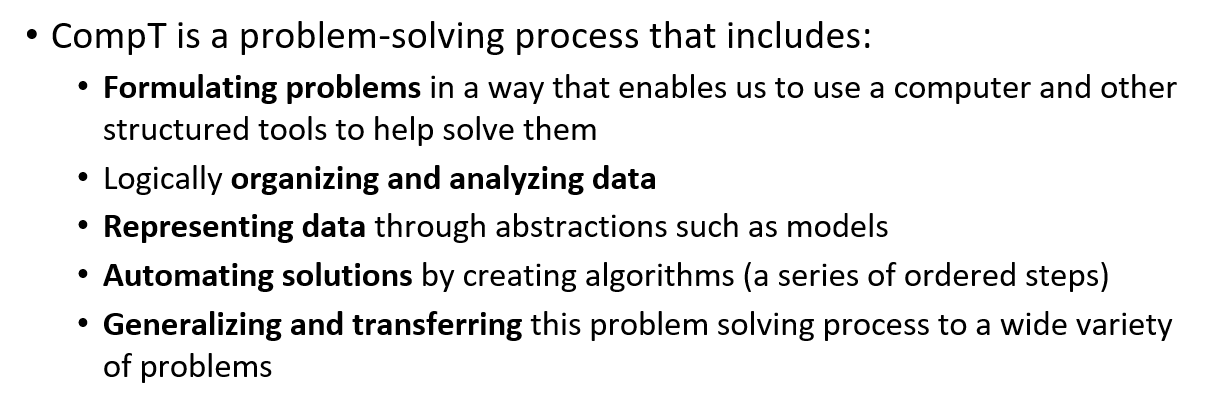 • CompT is a problem-solving process that includes:
• Formulating problems in a way that enables us to use a computer and other
structured tools to help solve them
• Logically organizing and analyzing data
• Representing data through abstractions such as models
• Automating solutions by creating algorithms (a series of ordered steps)
• Generalizing and transferring this problem solving process to a wide variety
of problems